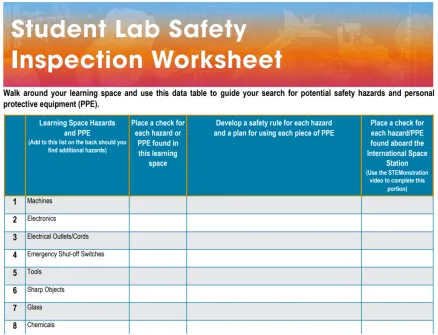 Student Lab Safety
Inspection Worksheet
Walk around your learning space and use this data table to guide your search for potential safety hazards and personal
protective equipment (PPE).
Learning Space Hazards
and PPE
(Add to this list on the back should you
find additional hazards)
Place a check for
each hazard or
PPE found in
this learning
space
Develop a safety rule for each hazard
and a plan for using each piece of PPE
Place a check for
each hazard/PPE
found aboard the
International Space
Station
(Use the STEMonstration
video to complete this
portion)
1 Machines
2 Electronics
3 Electrical Outlets/Cords
4 Emergency Shut-off Switches
5 Tools
6 Sharp Objects
7 Glass
8 Chemicals